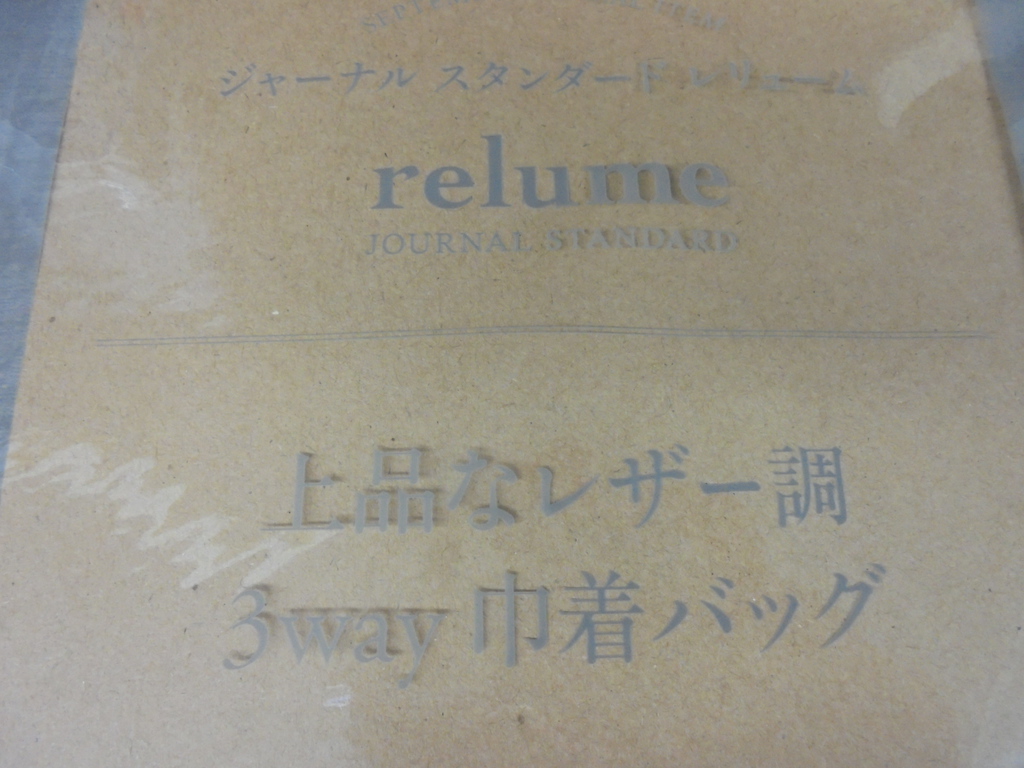 ジャーナル スタンダード レリューム
relume
JOURNAL STANDARD
上品なレザー調
3way 巾着バッグ